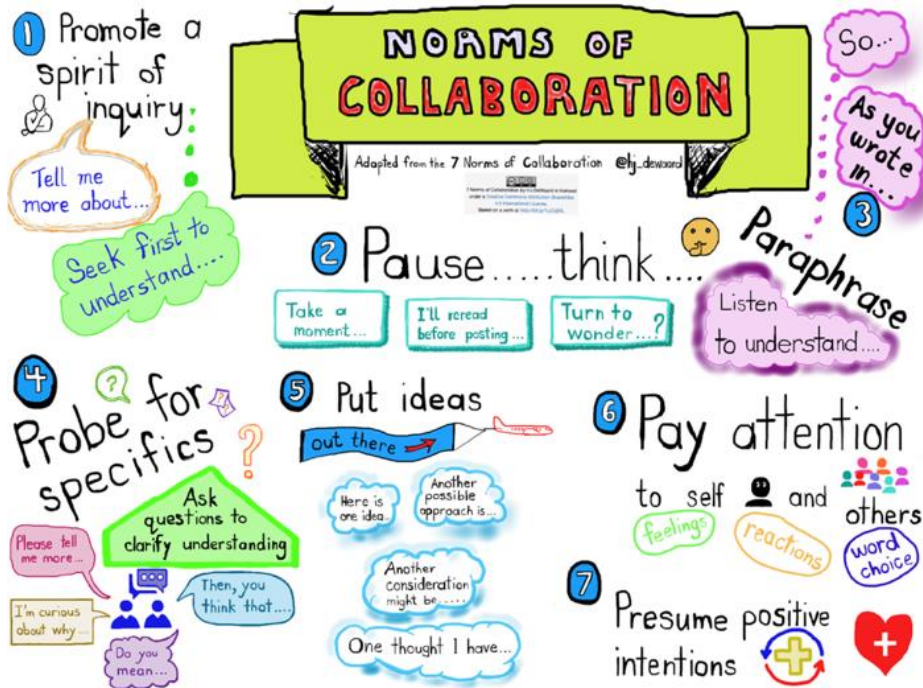 NORMS OF
COLLABORATION
Adapted from the 7 Norms of Collaboration @hj_dewaard
1 Promote a
spirit of
inquiry
Tell me
more about...
Seek first to
understand....
2 Pause.....think....
Take a
moment...
I'll reread
before posting...
Turn to
wonder...?
So...
As you
wrote
in...
3
Paraphrase
Listen
to understand....
4
Probe for
specifics
Ask
questions to
clarify understanding
Please tell
me more...
I'm curious
about why...
Then, you
think that....
Do you
mean...
5 Put ideas
out there
Here is
one idea..
Another
possible
approach is...
Another
consideration
might be.....
One thought I have...
6 Pay attention
to self and
others
feelings
reactions
word
choice
7 Presume positive
intentions